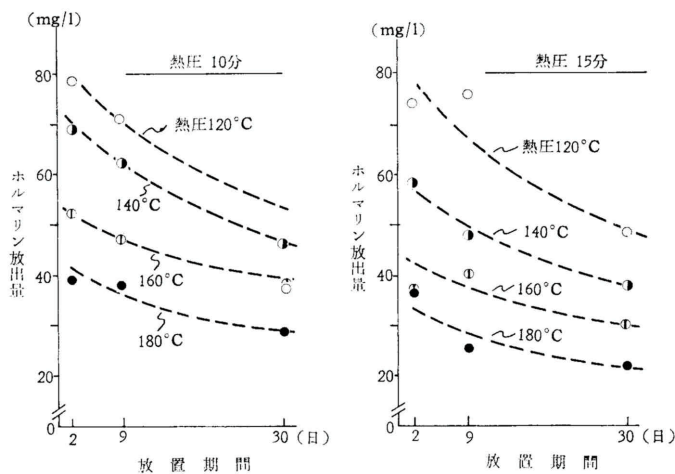 (mg/l)
熱圧 10分
80
60
40
20
0
ホルマリン放出量
熱圧120°C
140°C
160°C
180°C
2
9
30
(日)
放置期間
(mg/l)
熱圧 15分
80
60
40
20
0
ホルマリン放出量
熱圧120°C
140°C
160°C
180°C
2
9
30
(日)
放置期間